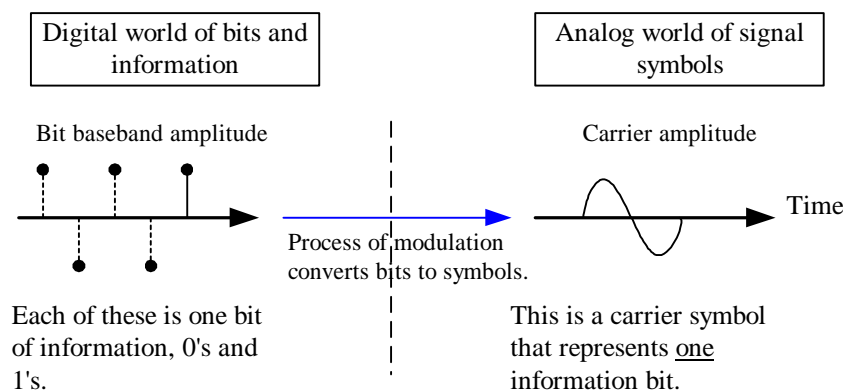 Digital world of bits and
information
Analog world of signal
symbols
Bit baseband amplitude
Carrier amplitude
Time
Process of modulation
converts bits to symbols.
Each of these is one bit
of information, 0's and
1's.
This is a carrier symbol
that represents one
information bit.